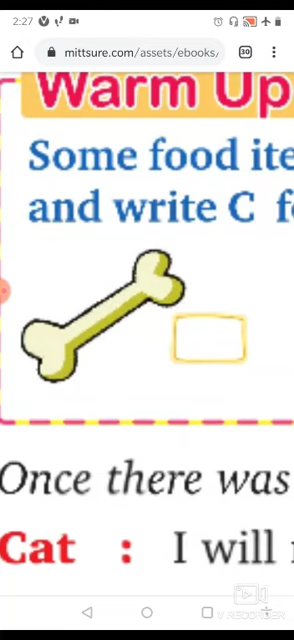 2:27
mittsure.com/assets/ebooks/
30
Warm Up
Some food ite
and write C f
Once there was
Cat : I will
V RECORDER